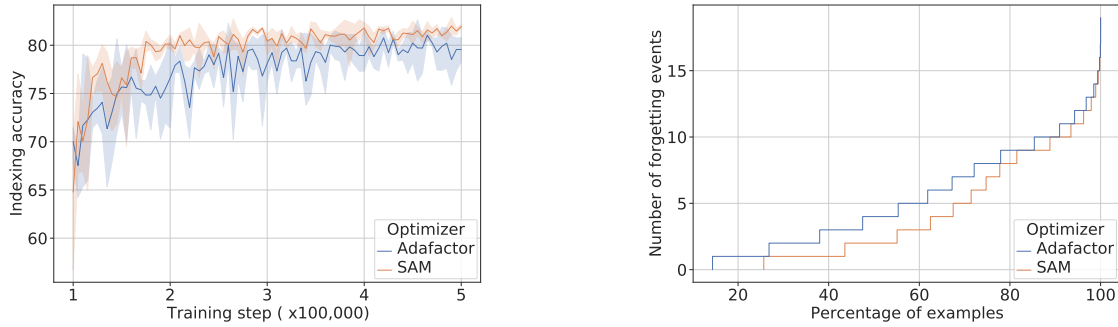 Indexing accuracy
80
75
70
65
60
1 2 3 4 5
Training step ( x100,000)
Optimizer
Adafactor
SAM
Number of forgetting events
15
10
5
0
20 40 60 80 100
Percentage of examples
Optimizer
Adafactor
SAM